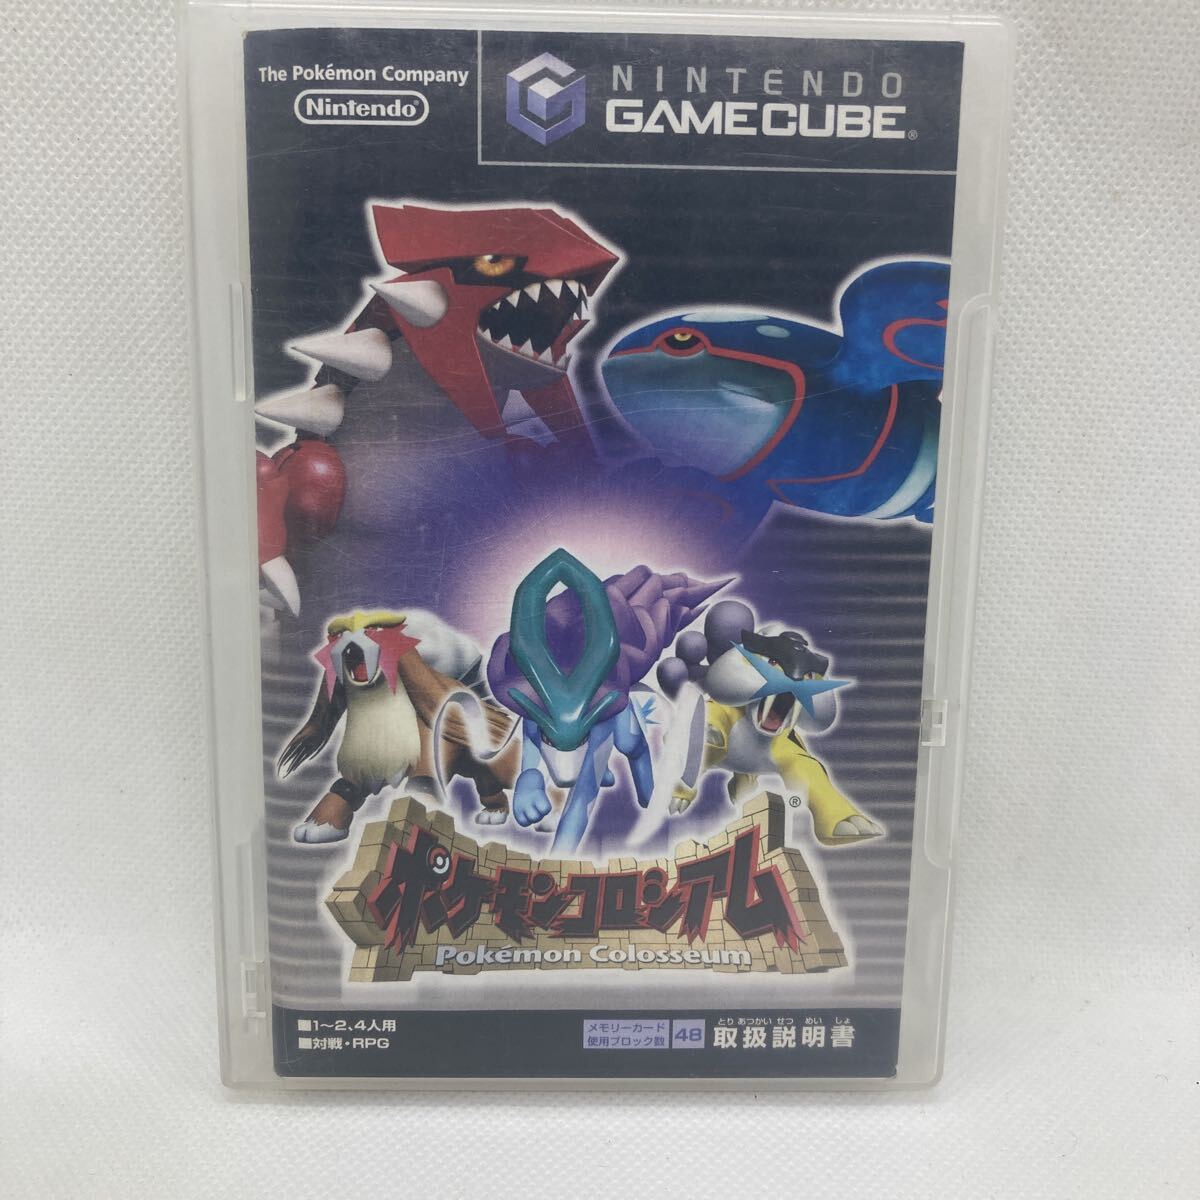 The Pokémon Company
Nintendo®
NINTENDO
GAMECUBE®
ポケモンコロシアム®
Pokémon Colosseum
■1～2、4人用
■対戦・RPG
メモリーカード
使用ブロック数
48
とり あつかい せつ めい しょ
取扱説明書